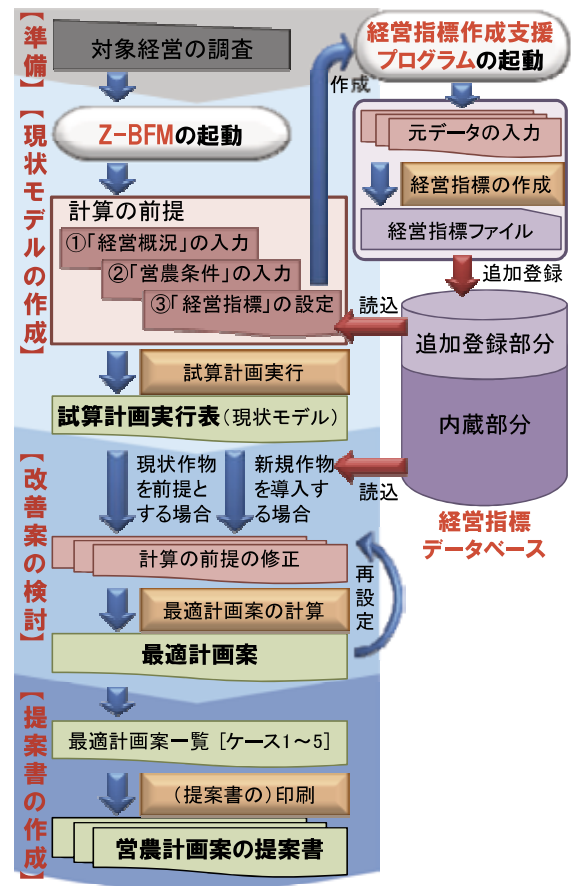 【準備】
対象経営の調査
経営指標作成支援
プログラムの起動
作成
【現状モデルの作成】
Z-BFMの起動
元データの入力
経営指標の作成
経営指標ファイル
追加登録
計算の前提
①「経営概況」の入力
②「営農条件」の入力
③「経営指標」の設定
読込
追加登録部分
内蔵部分
経営指標
データベース
試算計画実行
試算計画実行表(現状モデル)
【改善案の検討】
現状作物
を前提と
する場合
新規作物
を導入す
る場合
読込
計算の前提の修正
再設定
最適計画案の計算
最適計画案
【提案書の作成】
最適計画案一覧 [ケース1～5]
(提案書の)印刷
営農計画案の提案書